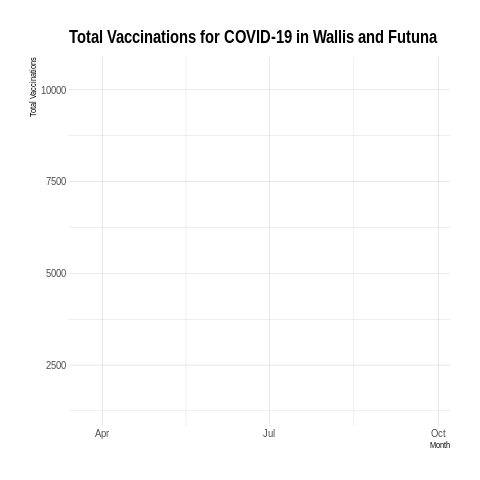 Total Vaccinations for COVID-19 in Wallis and Futuna
Total Vaccinations
10000
7500
5000
2500
Apr Jul Oct
Month